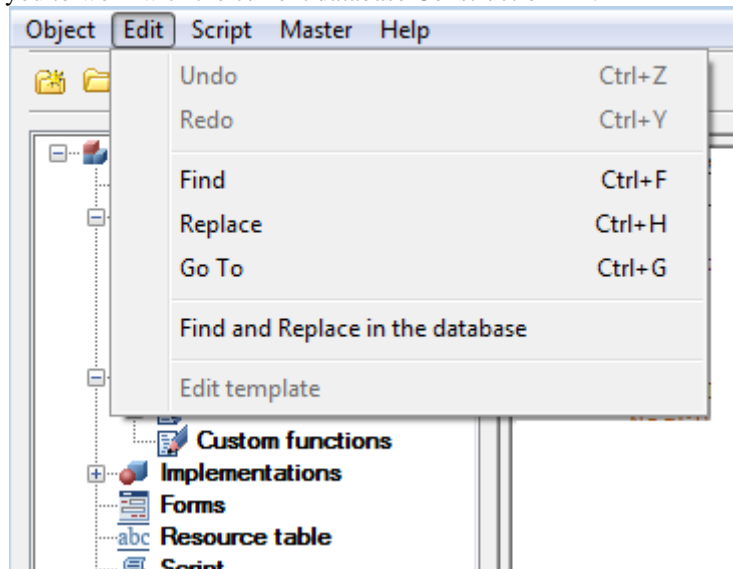 Object Edit Script Master Help
Undo Ctrl+Z
Redo Ctrl+Y
Find Ctrl+F
Replace Ctrl+H
Go To Ctrl+G
Find and Replace in the database
Edit template
Custom functions
Implementations
Forms
abc Resource table
Script